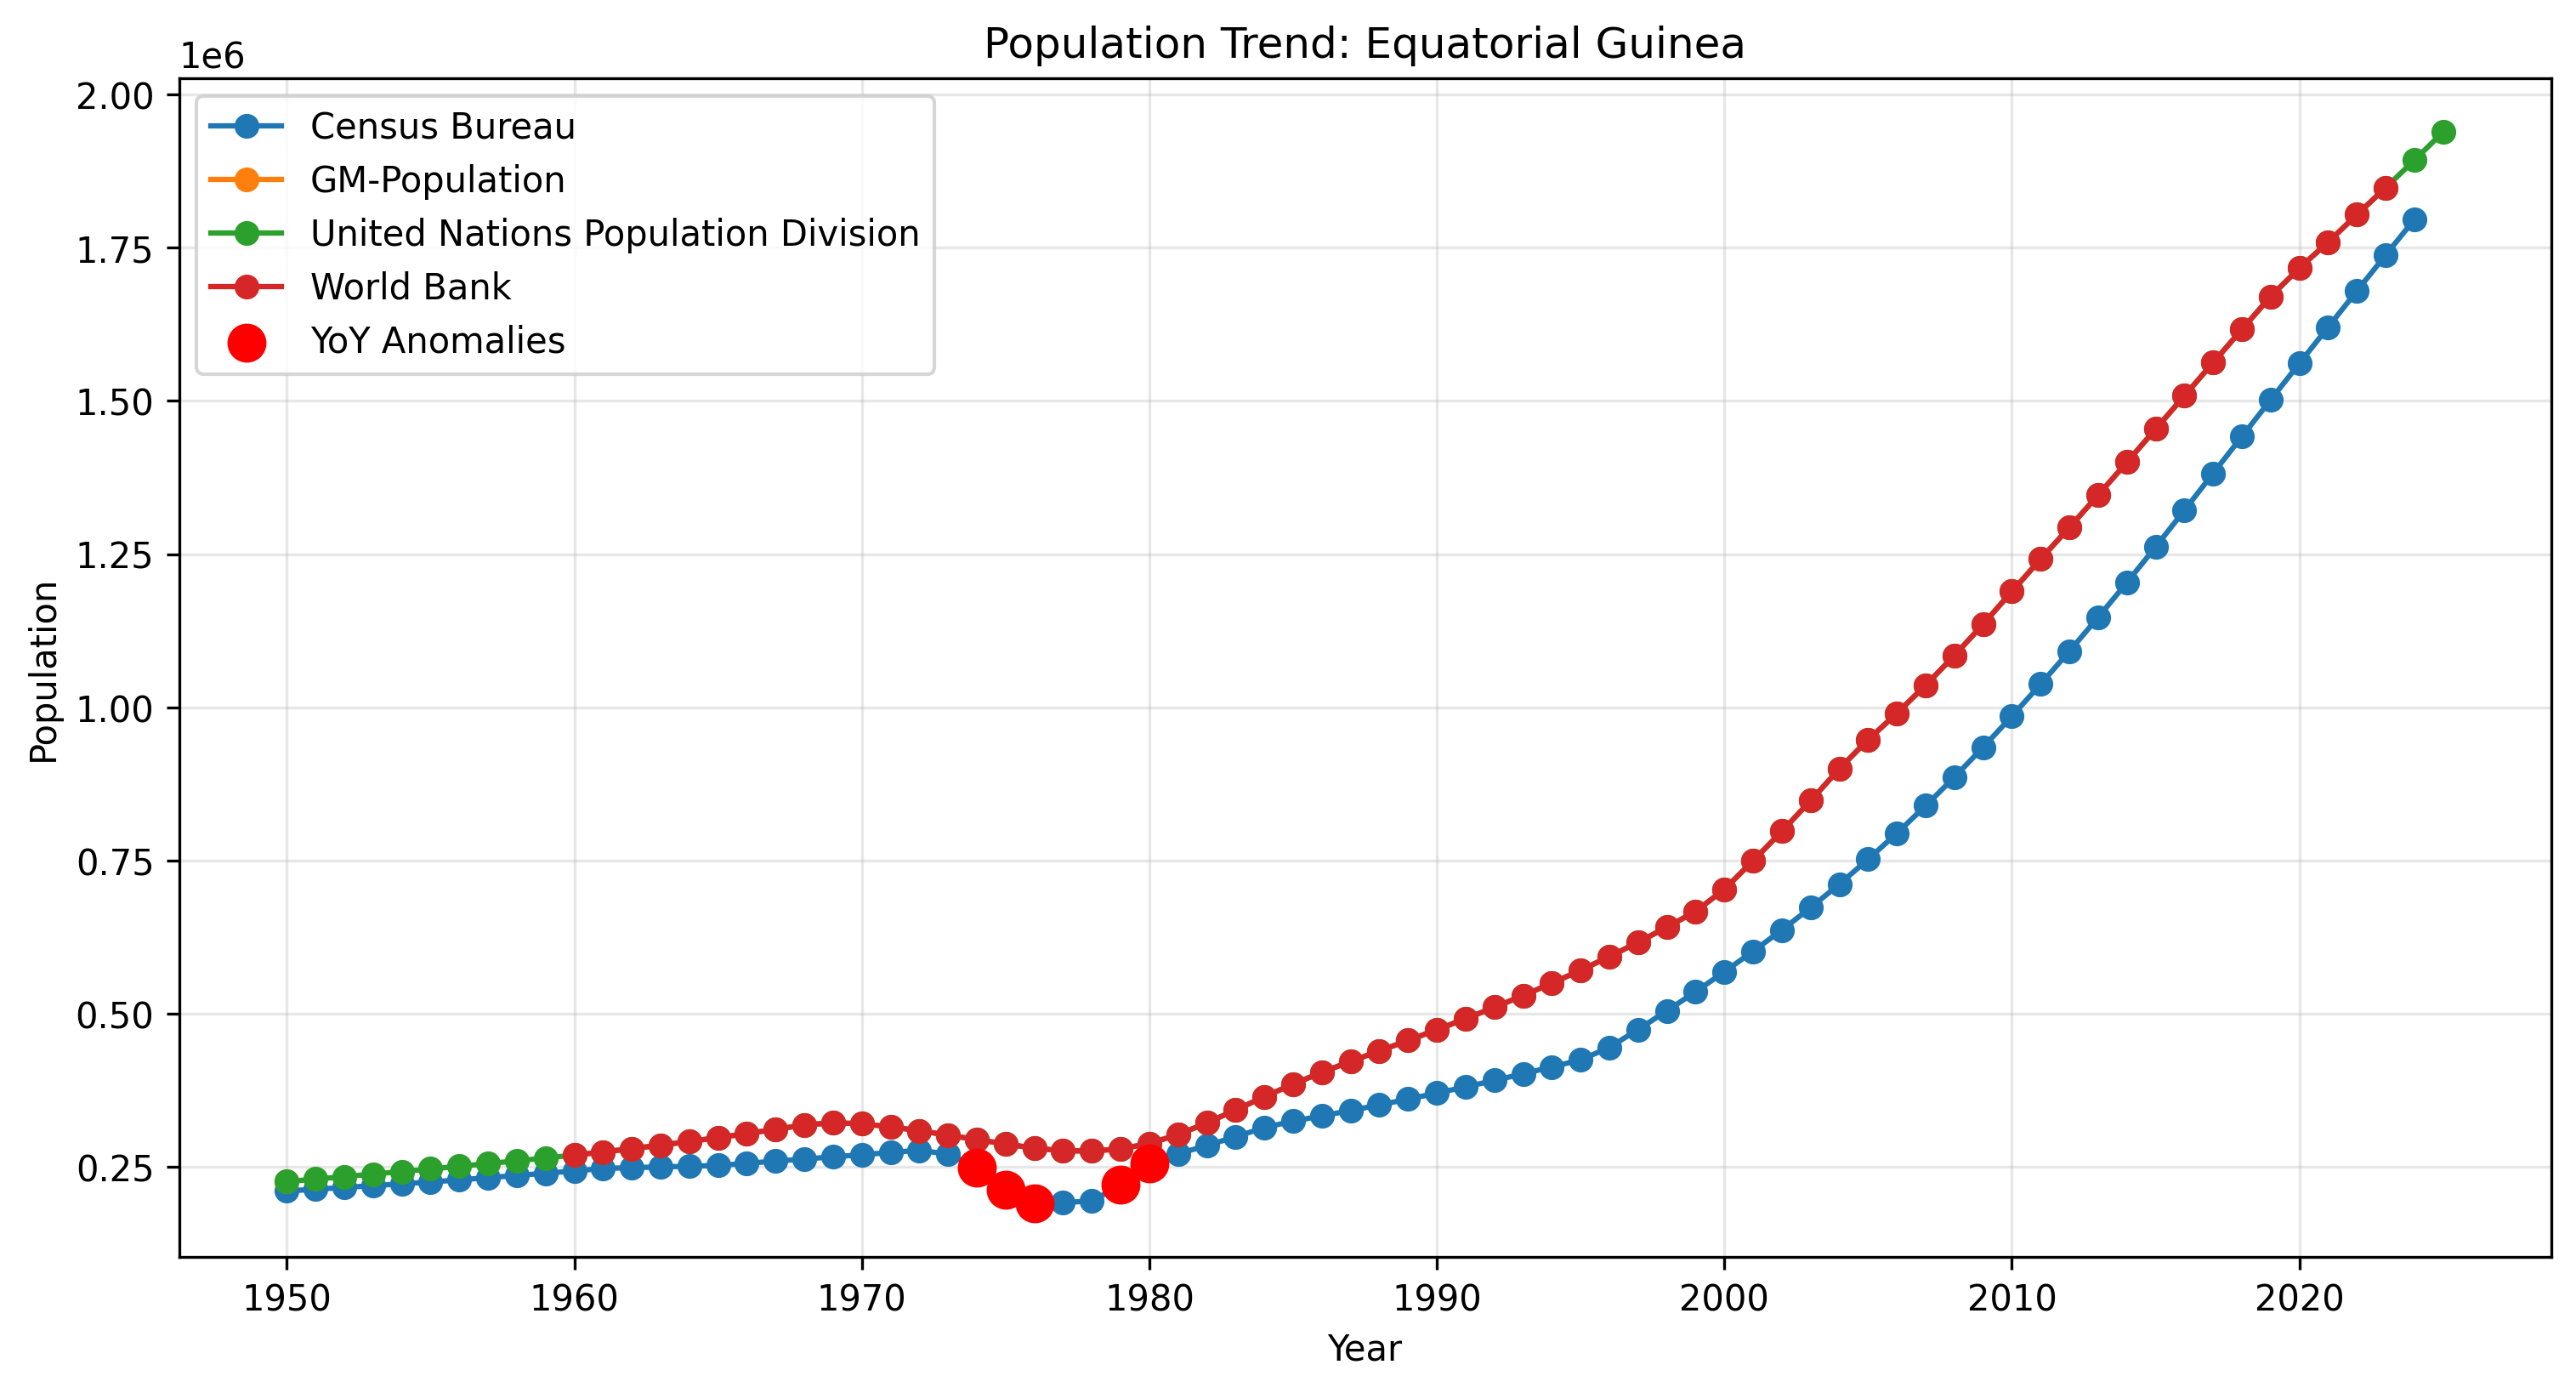 Population Trend: Equatorial Guinea
1e6
2.00
1.75
1.50
1.25
1.00
0.75
0.50
0.25
Population
Census Bureau
GM-Population
United Nations Population Division
World Bank
YoY Anomalies
1950 1960 1970 1980 1990 2000 2010 2020
Year